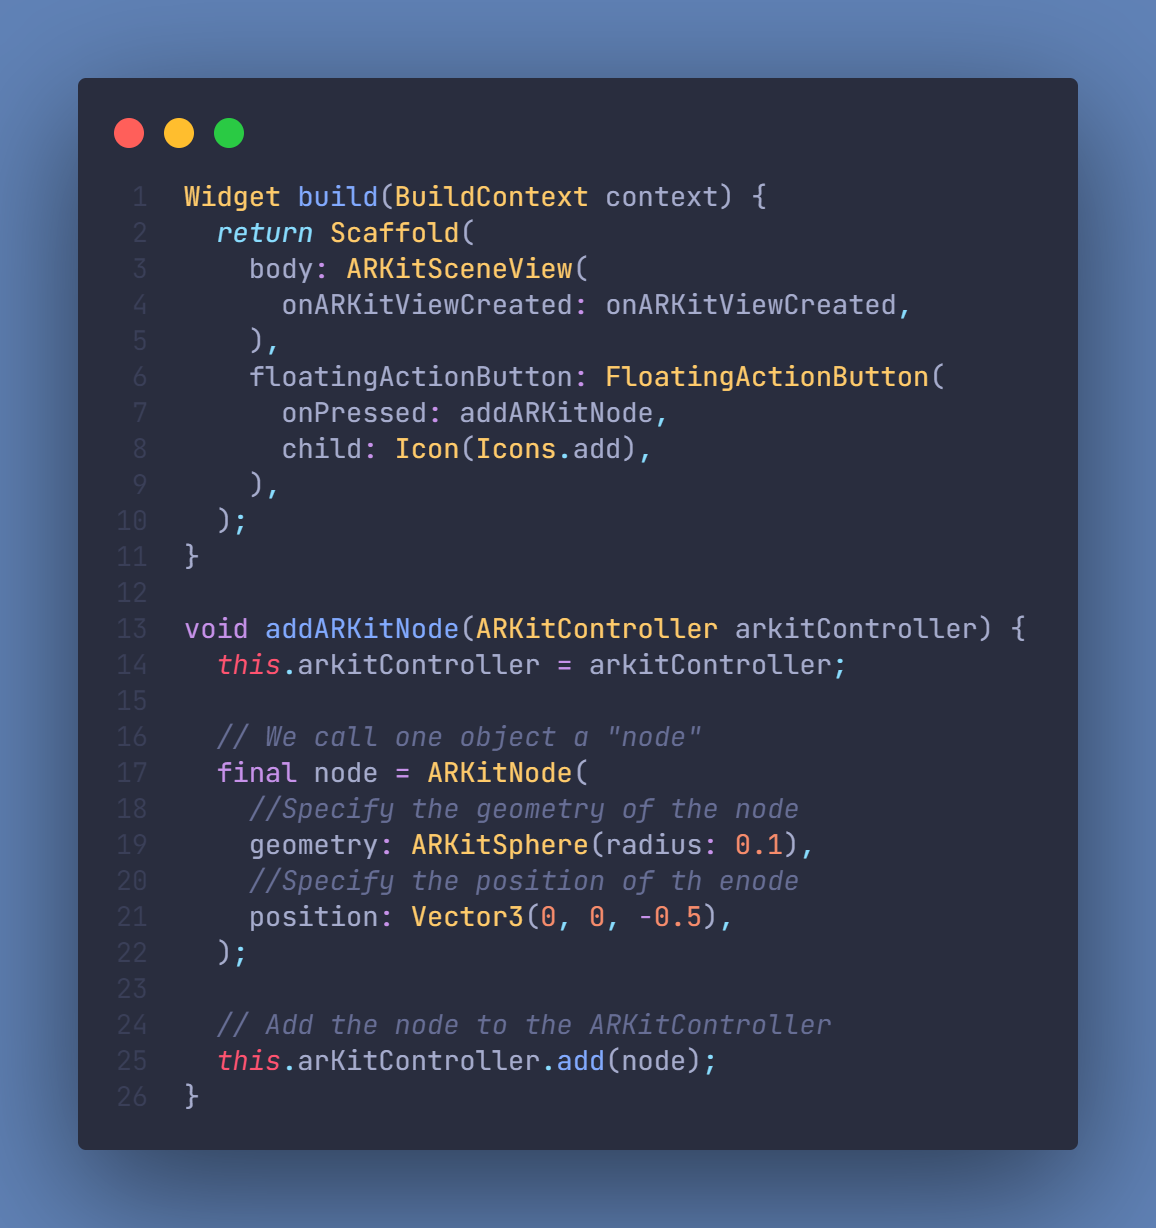 1 Widget build(BuildContext context) {
2   return Scaffold(
3     body: ARKitSceneView(
4       onARKitViewCreated: onARKitViewCreated,
5     ),
6     floatingActionButton: FloatingActionButton(
7       onPressed: addARKitNode,
8       child: Icon(Icons.add),
9     ),
10   );
11 }
12
13 void addARKitNode(ARKitController arkitController) {
14   this.arkitController = arkitController;
15
16   // We call one object a "node"
17   final node = ARKitNode(
18     //Specify the geometry of the node
19     geometry: ARKitSphere(radius: 0.1),
20     //Specify the position of th enode
21     position: Vector3(0, 0, -0.5),
22   );
23
24   // Add the node to the ARKitController
25   this.arKitController.add(node);
26 }